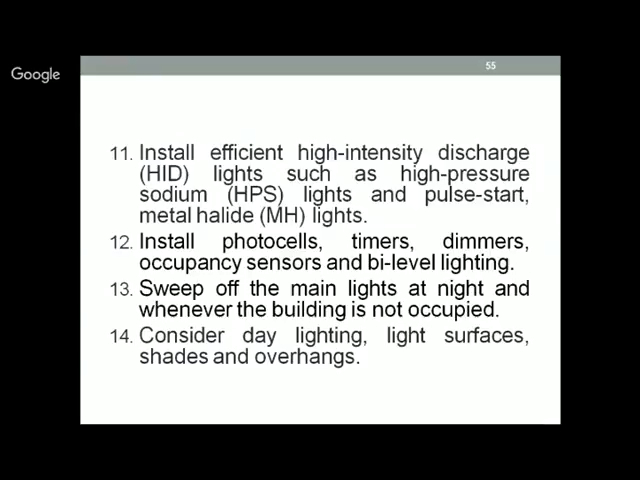 55
Google
11. Install efficient high-intensity discharge
(HID) lights such as high-pressure
sodium (HPS) lights and pulse-start,
metal halide (MH) lights.
12. Install photocells, timers, dimmers,
occupancy sensors and bi-level lighting.
13. Sweep off the main lights at night and
whenever the building is not occupied.
14. Consider day lighting, light surfaces,
shades and overhangs.